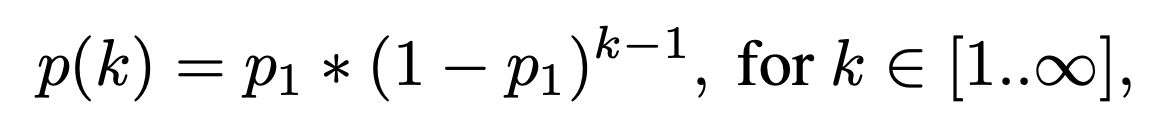 p(k) = p₁ * (1 − p₁)ᵏ⁻¹, for k ∈ [1..∞],